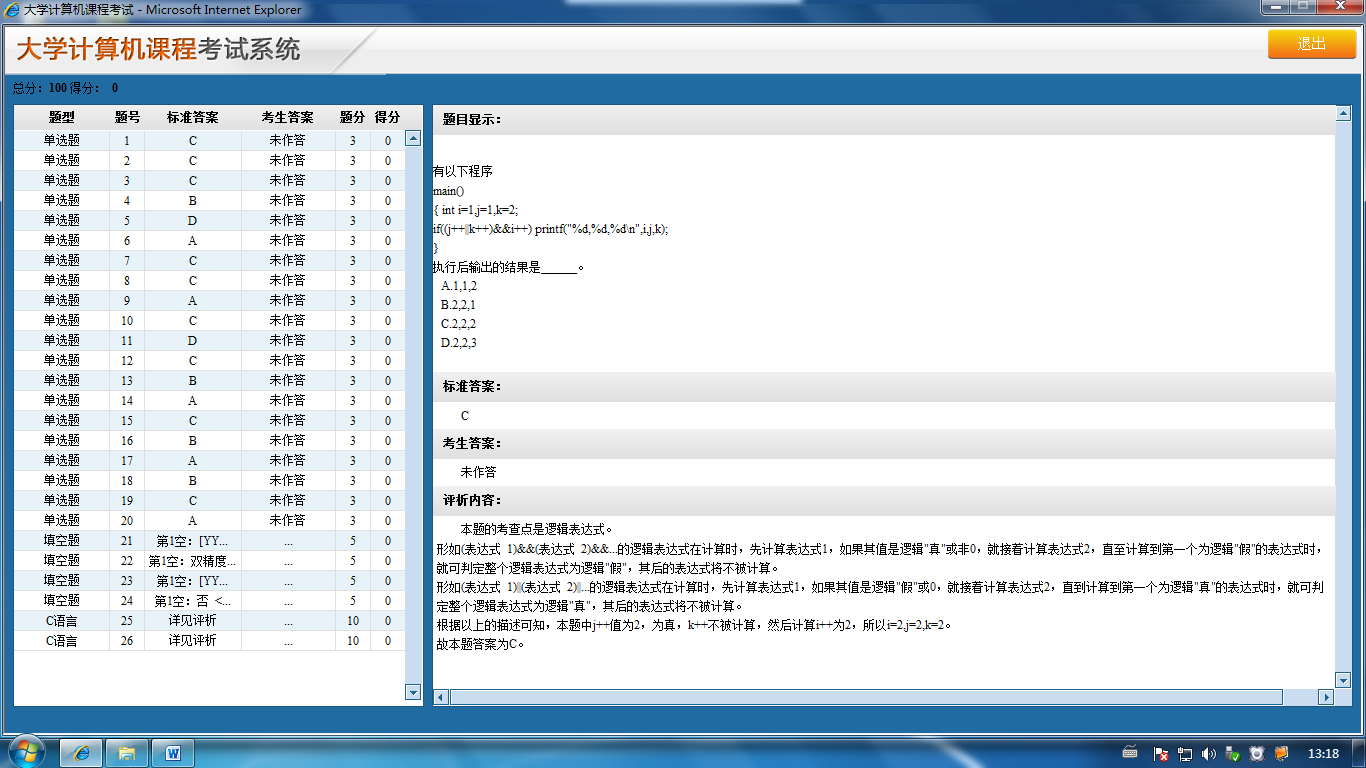 大学计算机课程考试 - Microsoft Internet Explorer
大学计算机课程考试系统
退出
总分：100 得分： 0
题型 题号 标准答案 考生答案 题分 得分
单选题 1 C 未作答 3 0
单选题 2 C 未作答 3 0
单选题 3 C 未作答 3 0
单选题 4 B 未作答 3 0
单选题 5 D 未作答 3 0
单选题 6 A 未作答 3 0
单选题 7 C 未作答 3 0
单选题 8 C 未作答 3 0
单选题 9 A 未作答 3 0
单选题 10 C 未作答 3 0
单选题 11 D 未作答 3 0
单选题 12 C 未作答 3 0
单选题 13 B 未作答 3 0
单选题 14 A 未作答 3 0
单选题 15 C 未作答 3 0
单选题 16 B 未作答 3 0
单选题 17 A 未作答 3 0
单选题 18 B 未作答 3 0
单选题 19 C 未作答 3 0
单选题 20 A 未作答 3 0
填空题 21 第1空：[YY... ... 5 0
填空题 22 第1空：双精度... ... 5 0
填空题 23 第1空：[YY... ... 5 0
填空题 24 第1空：否 <... ... 5 0
C语言 25 详见评析 ... 10 0
C语言 26 详见评析 ... 10 0
题目显示：
有以下程序
main()
{ int i=1,j=1,k=2;
if((j++||k++)&&i++) printf("%d,%d,%d\n",i,j,k);
}
执行后输出的结果是______。
A.1,1,2
B.2,2,1
C.2,2,2
D.2,2,3
标准答案：
C
考生答案：
未作答
评析内容：
本题的考查点是逻辑表达式。
形如(表达式 1)&&(表达式 2)&&...的逻辑表达式在计算时，先计算表达式1，如果其值是逻辑"真"或非0，就接着计算表达式2，直至计算到第一个为逻辑"假"的表达式时，
就可判定整个逻辑表达式为逻辑"假"，其后的表达式将不被计算。
形如(表达式 1)||(表达式 2)||...的逻辑表达式在计算时，先计算表达式1，如果其值是逻辑"假"或0，就接着计算表达式2，直到计算到第一个为逻辑"真"的表达式时，就可判
定整个逻辑表达式为逻辑"真"，其后的表达式将不被计算。
根据以上的描述可知，本题中j++值为2，为真，k++不被计算，然后计算i++为2，所以i=2,j=2,k=2。
故本题答案为C。
13:18